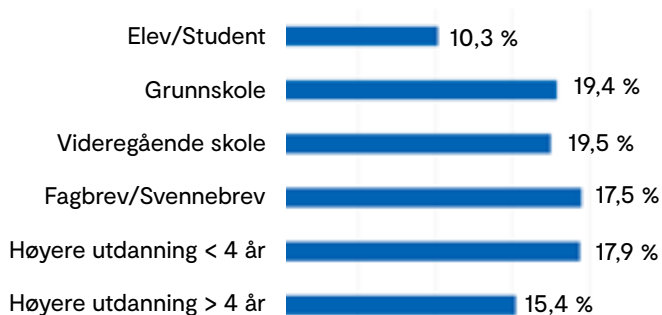 Elev/Student 10,3 %
Grunnskole 19,4 %
Videregående skole 19,5 %
Fagbrev/Svennebrev 17,5 %
Høyere utdanning < 4 år 17,9 %
Høyere utdanning > 4 år 15,4 %